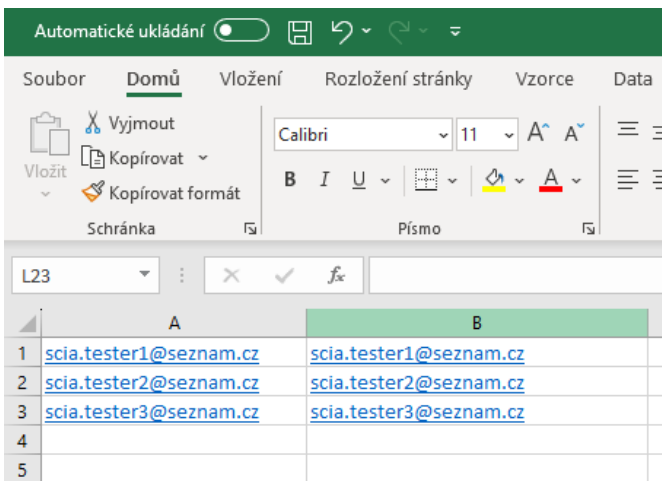 Automatické ukládání
Soubor Domů Vložení Rozložení stránky Vzorce Data
Vložit
Vyjmout
Kopírovat
Kopírovat formát
Schránka
Calibri 11 A A
B I U A
Písmo
L23 fx
A B
1 scia.tester1@seznam.cz scia.tester1@seznam.cz
2 scia.tester2@seznam.cz scia.tester2@seznam.cz
3 scia.tester3@seznam.cz scia.tester3@seznam.cz
4
5